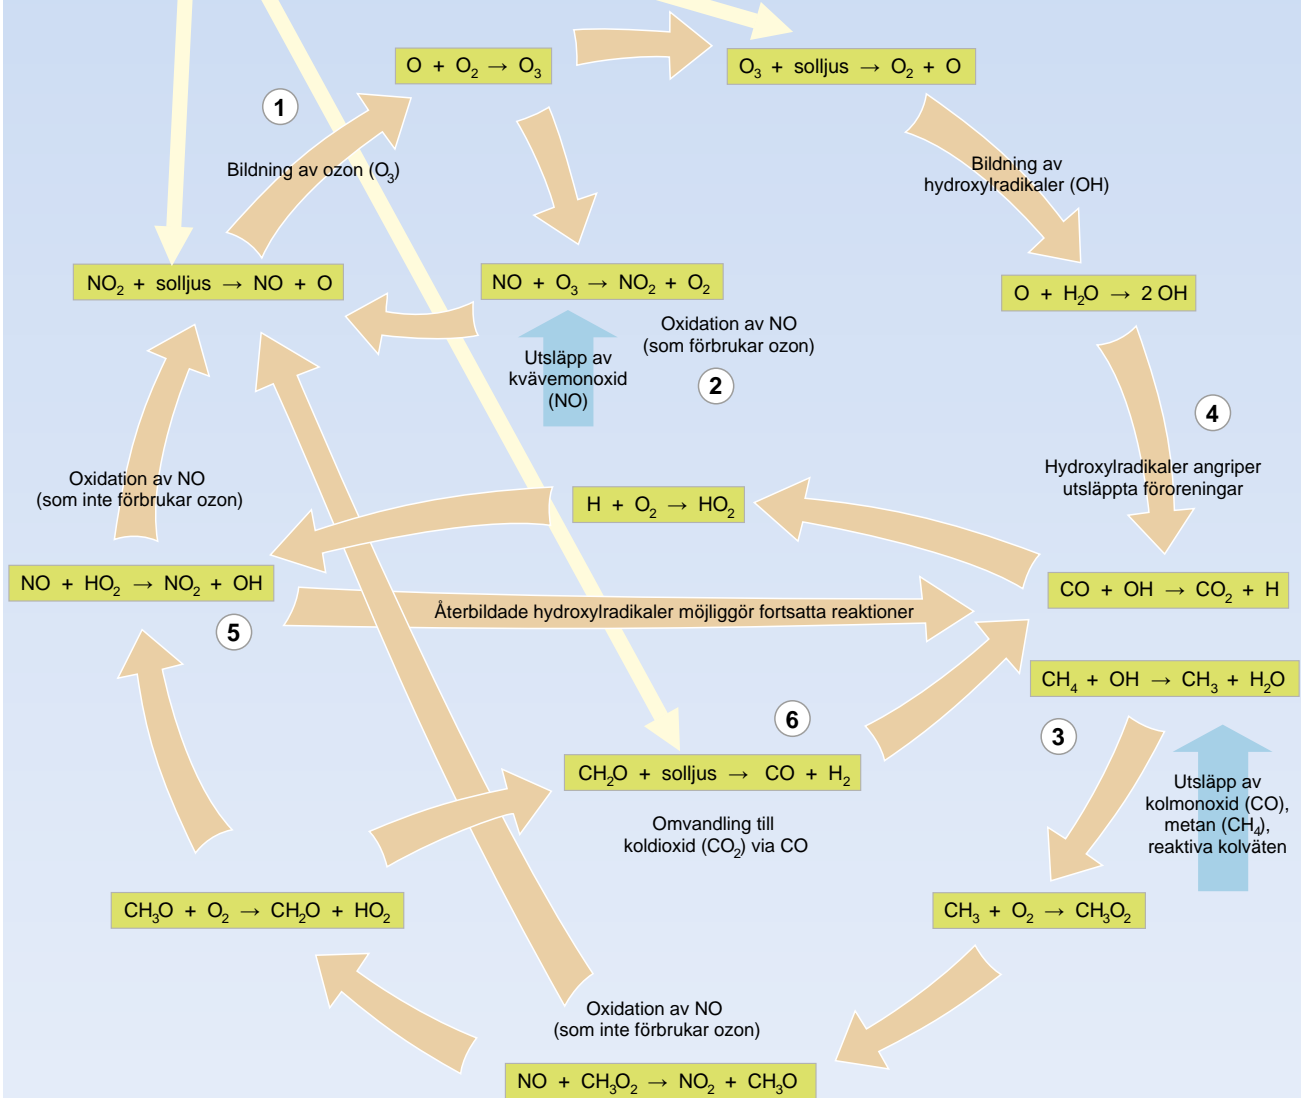 O + O₂ → O₃
O₃ + solljus → O₂ + O
1
Bildning av ozon (O₃)
Bildning av
hydroxylradikaler (OH)
NO₂ + solljus → NO + O
NO + O₃ → NO₂ + O₂
O + H₂O → 2 OH
Oxidation av NO
(som förbrukar ozon)
2
Utsläpp av
kvävemonoxid
(NO)
4
Hydroxylradikaler angriper
utsläppta föroreningar
Oxidation av NO
(som inte förbrukar ozon)
H + O₂ → HO₂
NO + HO₂ → NO₂ + OH
CO + OH → CO₂ + H
Återbildade hydroxylradikaler möjliggör fortsatta reaktioner
5
CH₄ + OH → CH₃ + H₂O
6
3
CH₂O + solljus → CO + H₂
Omvandling till
koldioxid (CO₂) via CO
Utsläpp av
kolmonoxid (CO),
metan (CH₄),
reaktiva kolväten
CH₃O + O₂ → CH₂O + HO₂
CH₃ + O₂ → CH₃O₂
Oxidation av NO
(som inte förbrukar ozon)
NO + CH₃O₂ → NO₂ + CH₃O